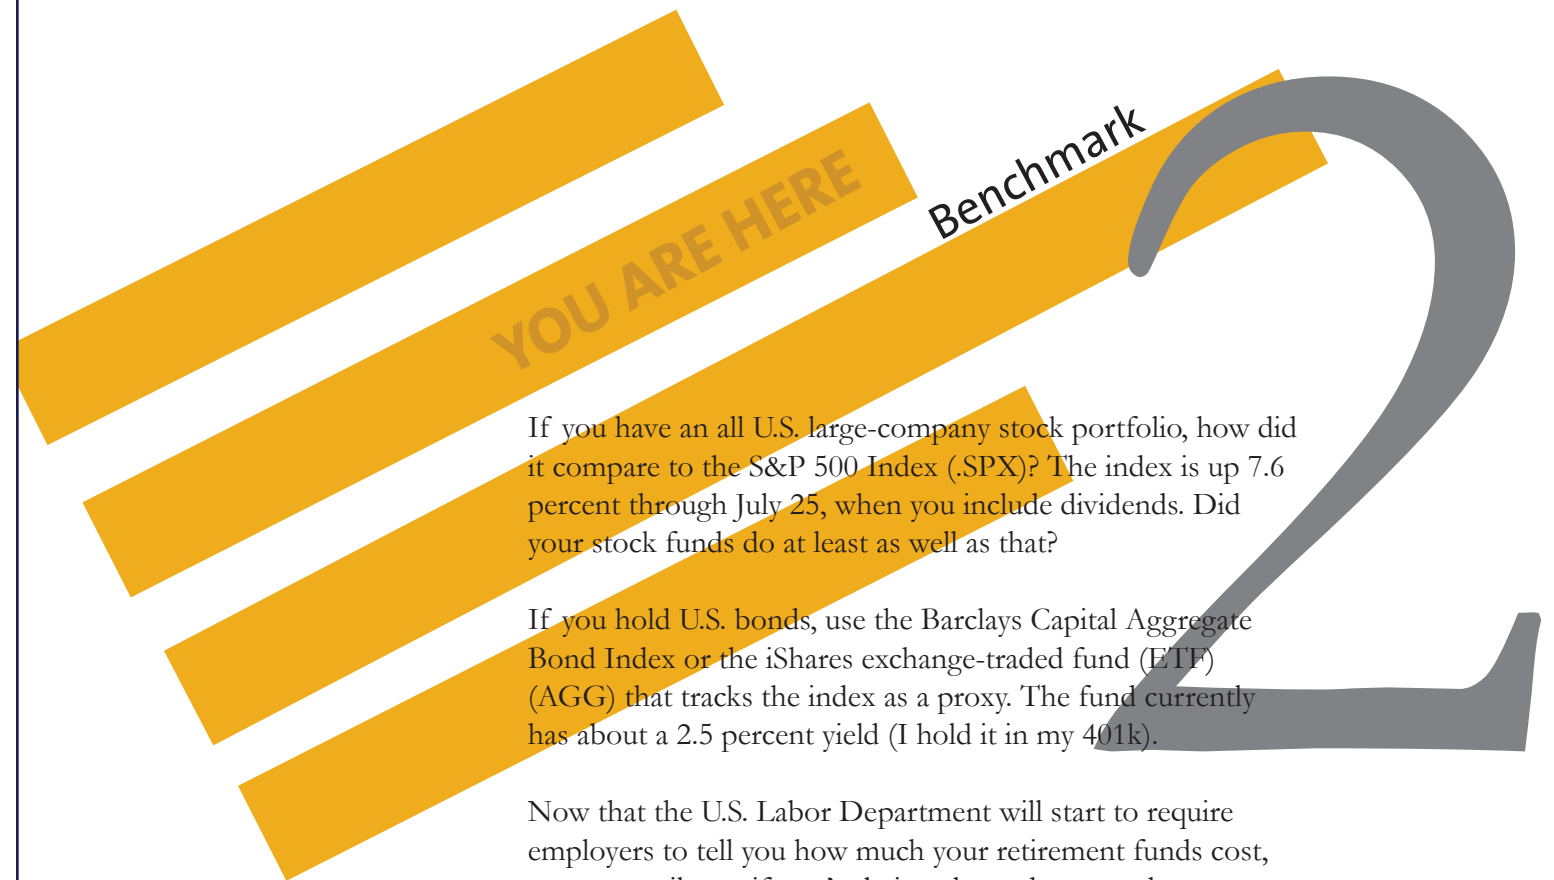 YOU ARE HERE
Benchmark
2
If you have an all U.S. large-company stock portfolio, how did
it compare to the S&P 500 Index (.SPX)? The index is up 7.6
percent through July 25, when you include dividends. Did
your stock funds do at least as well as that?
If you hold U.S. bonds, use the Barclays Capital Aggregate
Bond Index or the iShares exchange-traded fund (ETF)
(AGG) that tracks the index as a proxy. The fund currently
has about a 2.5 percent yield (I hold it in my 401k).
Now that the U.S. Labor Department will start to require
employers to tell you how much your retirement funds cost,